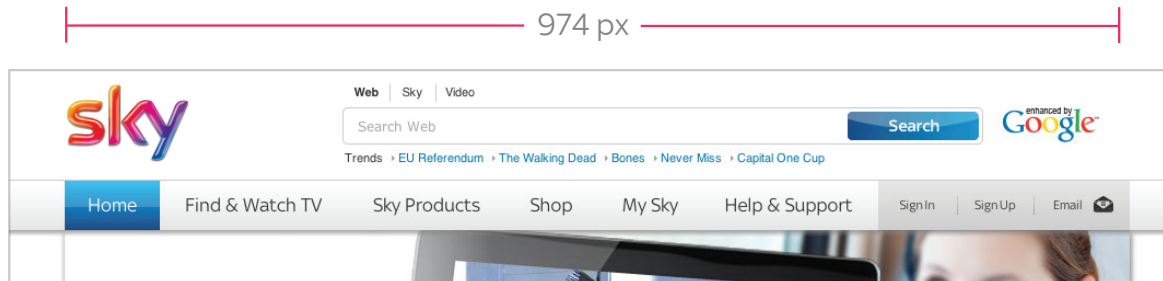 974 px
sky
Web Sky Video
Search Web Search
enhanced by Google
Trends EU Referendum The Walking Dead Bones Never Miss Capital One Cup
Home Find & Watch TV Sky Products Shop My Sky Help & Support Sign In Sign Up Email